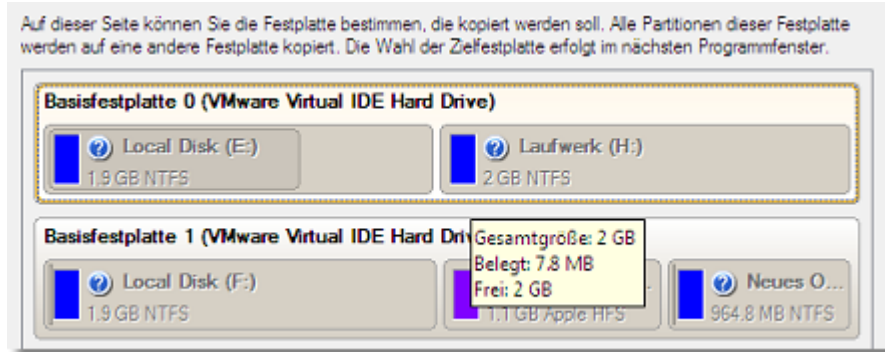 Auf dieser Seite können Sie die Festplatte bestimmen, die kopiert werden soll. Alle Partitionen dieser Festplatte
werden auf eine andere Festplatte kopiert. Die Wahl der Zielfestplatte erfolgt im nächsten Programmfenster.
Basisfestplatte 0 (VMware Virtual IDE Hard Drive)
Local Disk (E:)
1.9 GB NTFS
Laufwerk (H:)
2 GB NTFS
Basisfestplatte 1 (VMware Virtual IDE Hard
Gesamtgröße: 2 GB
Belegt: 7.8 MB
Frei: 2 GB
Local Disk (F:)
1.9 GB NTFS
1.1 GB Apple HFS
Neues O...
964.8 MB NTFS